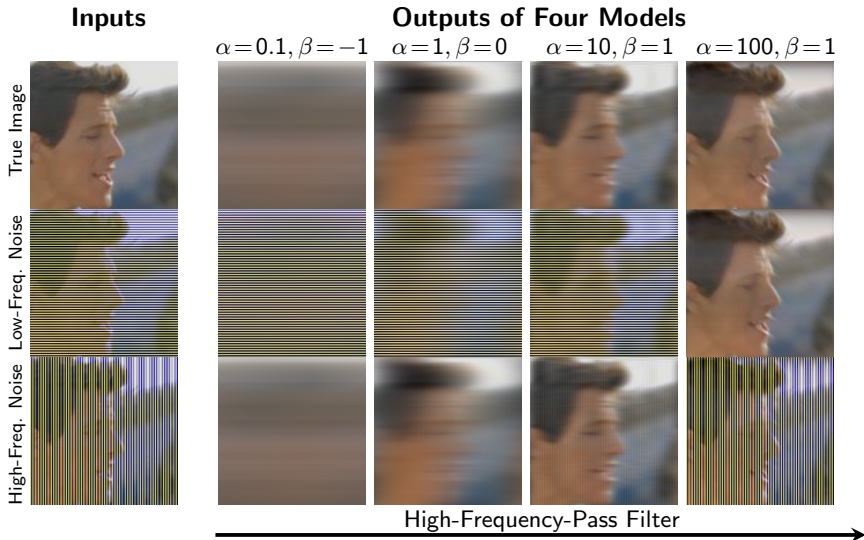 Inputs
Outputs of Four Models
α=0.1, β=−1
α=1, β=0
α=10, β=1
α=100, β=1
True Image
Low-Freq. Noise
High-Freq. Noise
High-Frequency-Pass Filter